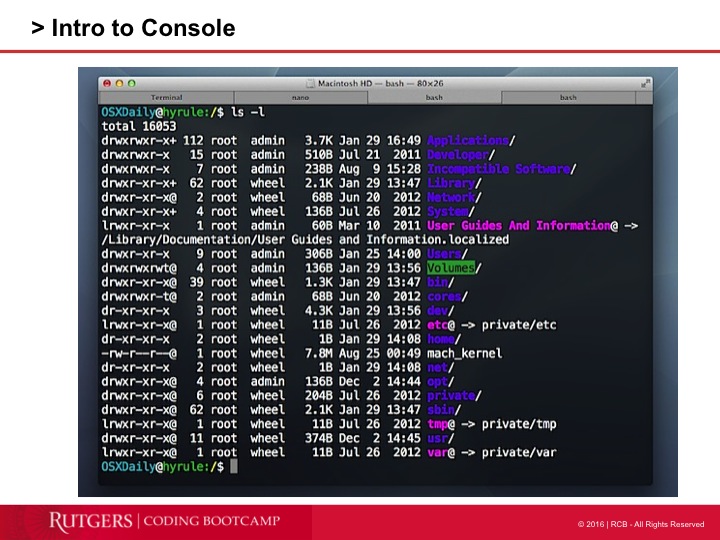 > Intro to Console
Macintosh HD — bash — 80×26
Terminal nano bash bash
OSXDaily@hyrule:/$ ls -l
total 16053
drwxrwxr-x+ 112 root admin 3.7K Jan 29 16:49 Applications/
drwxrwxr-x 15 root admin 510B Jul 21 2011 Developer/
drwxrwxr-x 7 root admin 238B Aug 9 15:28 Incompatible Software/
drwxr-xr-x+ 62 root wheel 2.1K Jan 29 13:47 Library/
drwxr-xr-x@ 2 root wheel 68B Jun 20 2012 Network/
drwxr-xr-x+ 4 root wheel 136B Jul 26 2012 System/
lrwxr-xr-x 1 root admin 60B Mar 10 2011 User Guides And Information@ ->
/Library/Documentation/User Guides and Information.localized
drwxr-xr-x 9 root admin 306B Jan 25 14:00 Users/
drwxrwxrwt@ 4 root admin 136B Jan 29 13:56 Volumes/
drwxr-xr-x@ 39 root wheel 1.3K Jan 29 13:47 bin/
drwxrwxr-t@ 2 root admin 68B Jun 20 2012 cores/
dr-xr-xr-x 3 root wheel 4.3K Jan 29 13:56 dev/
lrwxr-xr-x@ 1 root wheel 11B Jul 26 2012 etc@ -> private/etc
dr-xr-xr-x 2 root wheel 1B Jan 29 14:08 home/
-rw-r--r--@ 1 root wheel 7.8M Aug 25 00:49 mach_kernel
dr-xr-xr-x 2 root wheel 1B Jan 29 14:08 net/
drwxr-xr-x@ 4 root admin 136B Dec 2 14:44 opt/
drwxr-xr-x@ 6 root wheel 204B Jul 26 2012 private/
drwxr-xr-x@ 62 root wheel 2.1K Jan 29 13:47 sbin/
lrwxr-xr-x@ 1 root wheel 11B Jul 26 2012 tmp@ -> private/tmp
drwxr-xr-x@ 11 root wheel 374B Dec 2 14:45 usr/
lrwxr-xr-x@ 1 root wheel 11B Jul 26 2012 var@ -> private/var
OSXDaily@hyrule:/$
RUTGERS | CODING BOOTCAMP
© 2016 | RCB - All Rights Reserved